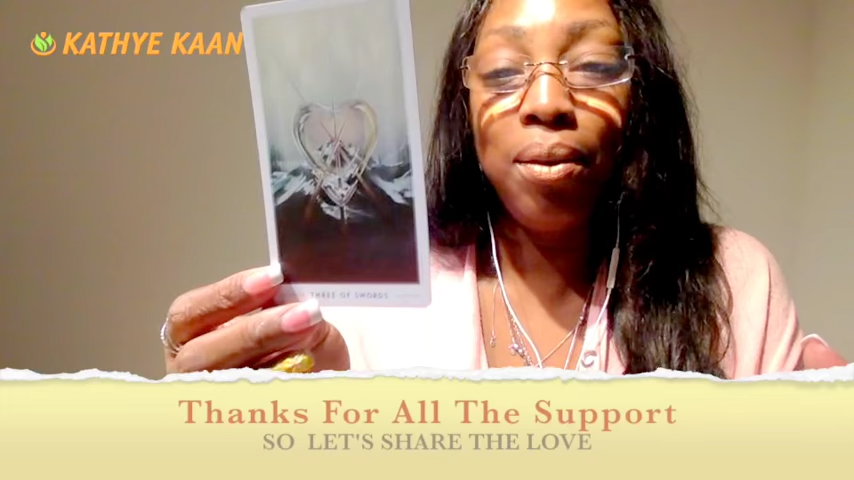 KATHYE KAAN
THREE OF SWORDS
Thanks For All The Support
SO LET'S SHARE THE LOVE